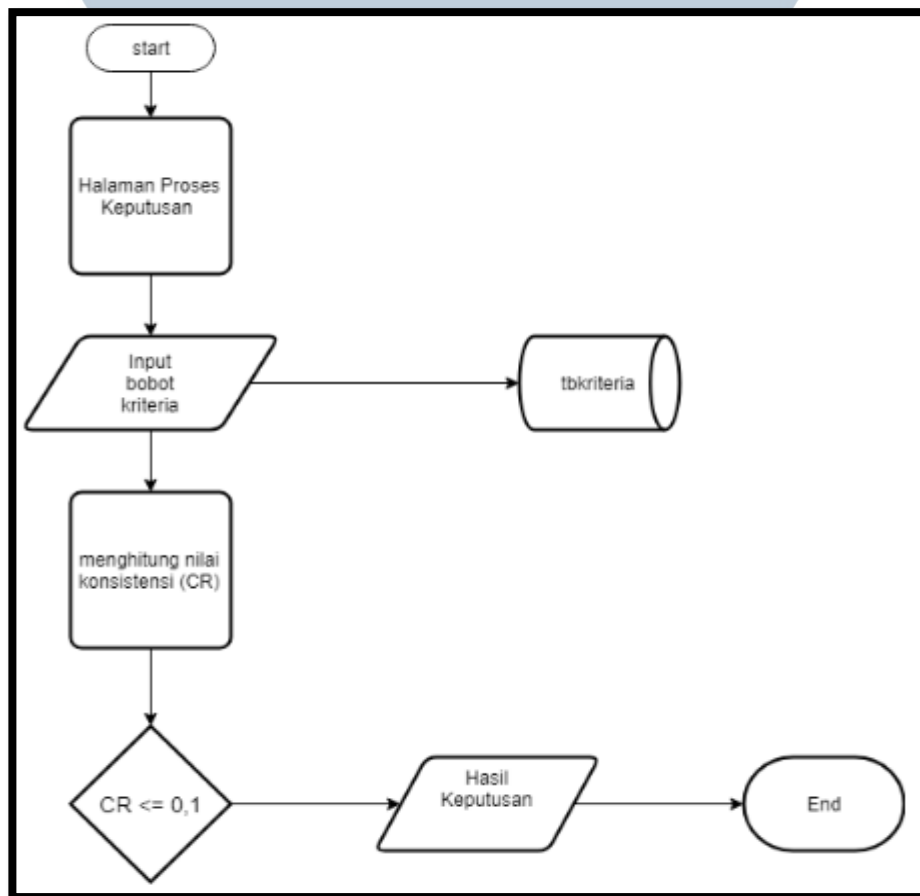 start
Halaman Proses
Keputusan
Input
bobot
kriteria
tbkriteria
menghitung nilai
konsistensi (CR)
CR <= 0,1
Hasil
Keputusan
End